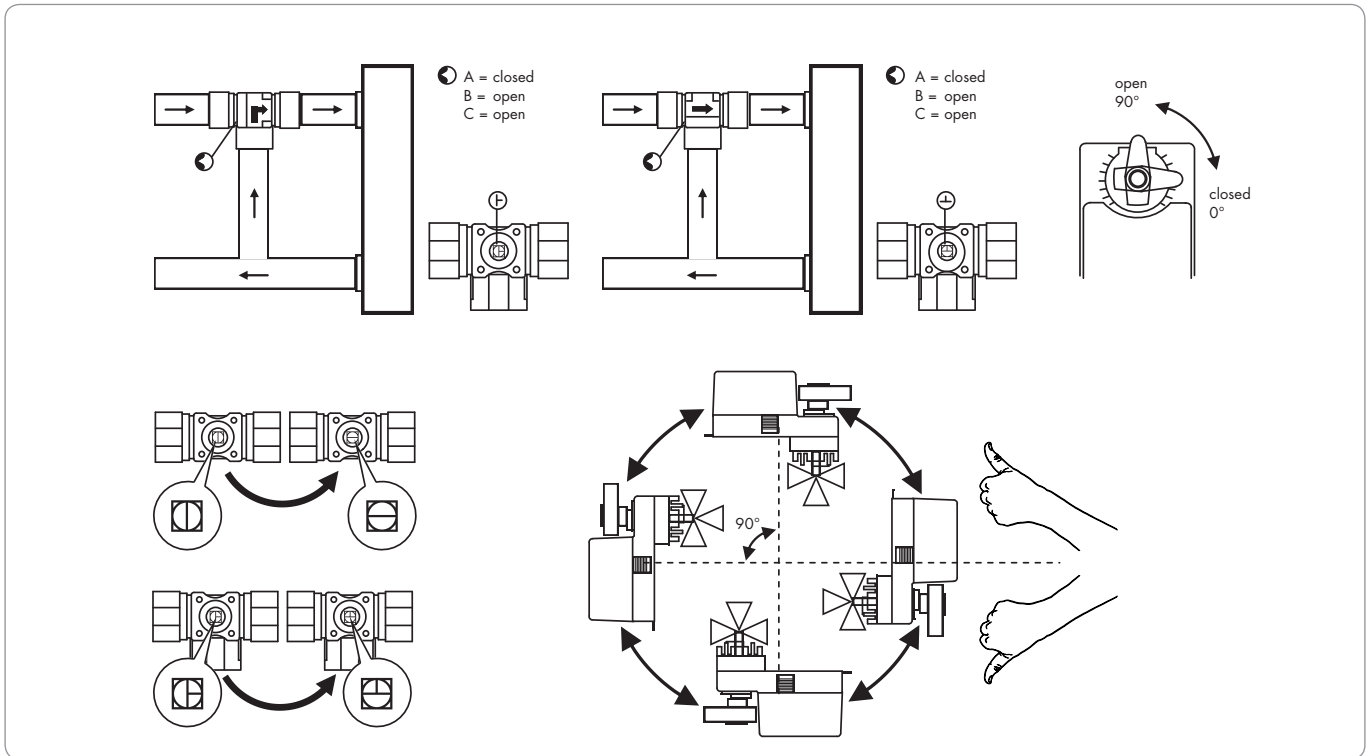 A = closed
B = open
C = open
A = closed
B = open
C = open
open
90°
closed
0°
90°